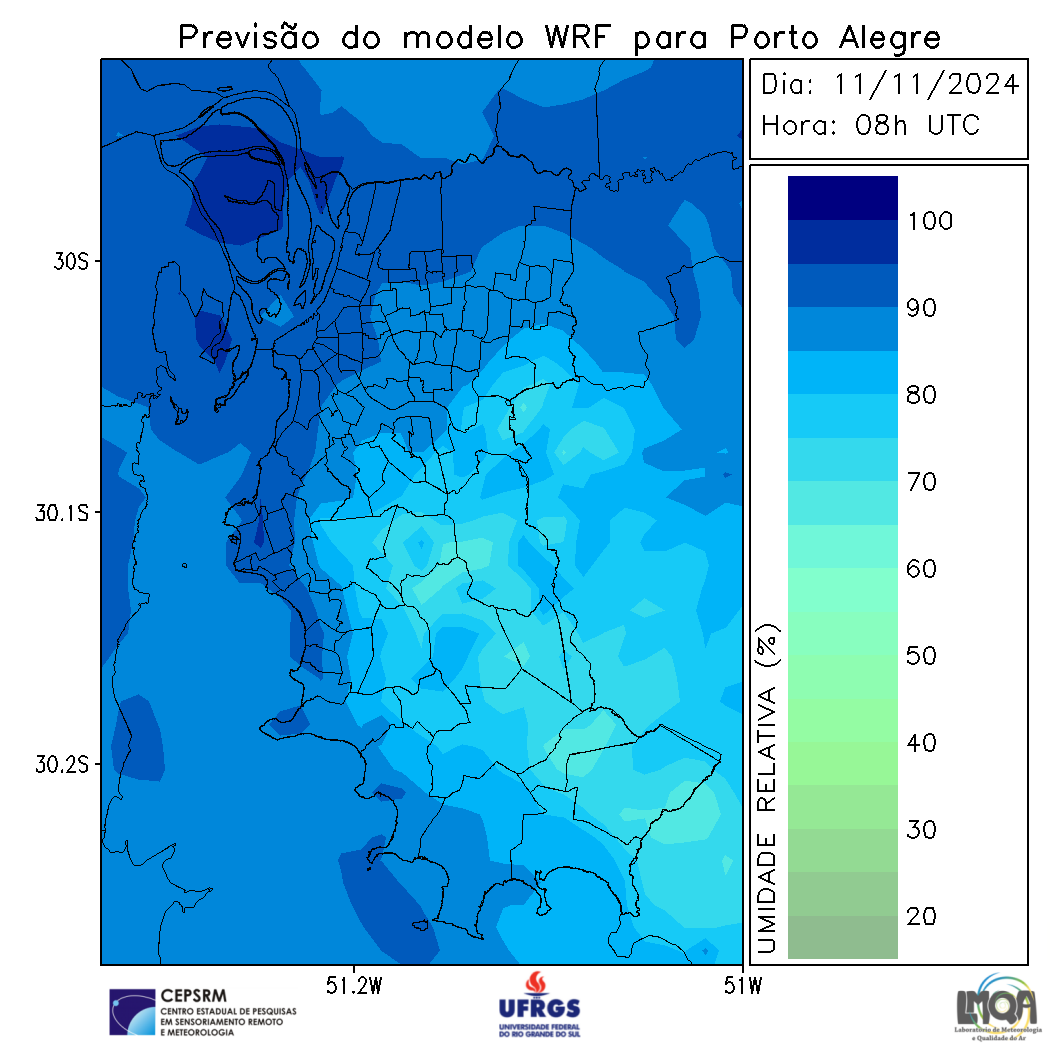 Previsão do modelo WRF para Porto Alegre
Dia: 11/11/2024
Hora: 08h UTC
30S
30.1S
30.2S
51.2W
51W
UMIDADE RELATIVA (%)
100
90
80
70
60
50
40
30
20
CEPSRM
CENTRO ESTADUAL DE PESQUISAS
EM SENSORIAMENTO REMOTO
E METEOROLOGIA
UFRGS
UNIVERSIDADE FEDERAL
DO RIO GRANDE DO SUL
LMQA
Laboratório de Meteorologia
e Qualidade do Ar